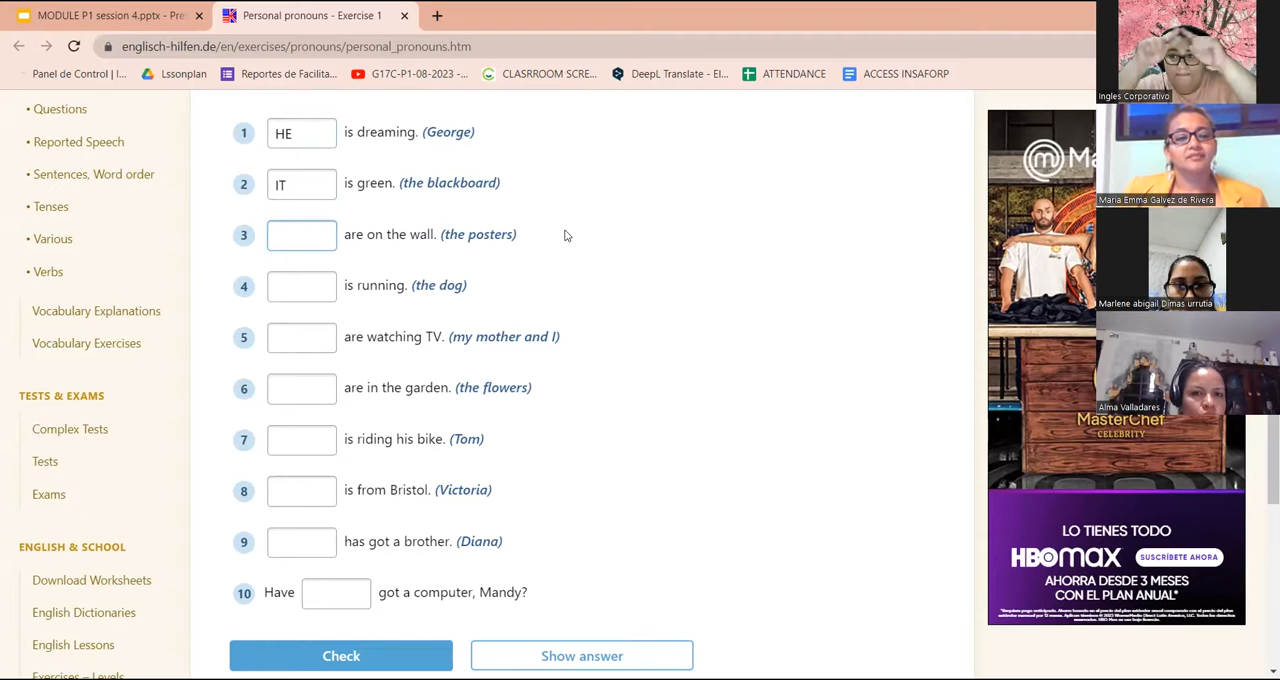 MODULE P1 session 4.pptx - Pres
Personal pronouns - Exercise 1
englisch-hilfen.de/en/exercises/pronouns/personal_pronouns.htm
Panel de Control | I...
Lssonplan
Reportes de Facilita...
G17C-P1-08-2023 -...
CLASRROOM SCRE...
DeepL Translate - El...
ATTENDANCE
ACCESS INSAFORP
• Questions
• Reported Speech
• Sentences, Word order
• Tenses
• Various
• Verbs
Vocabulary Explanations
Vocabulary Exercises
TESTS & EXAMS
Complex Tests
Tests
Exams
ENGLISH & SCHOOL
Download Worksheets
English Dictionaries
English Lessons
Exercises – Levels
1 HE is dreaming. (George)
2 IT is green. (the blackboard)
3 are on the wall. (the posters)
4 is running. (the dog)
5 are watching TV. (my mother and I)
6 are in the garden. (the flowers)
7 is riding his bike. (Tom)
8 is from Bristol. (Victoria)
9 has got a brother. (Diana)
10 Have got a computer, Mandy?
Check
Show answer
Ma
MasterChef
CELEBRITY
LO TIENES TODO
HBOMAX
SUSCRÍBETE AHORA
AHORA DESDE 3 MESES
CON EL PLAN ANUAL*
Ingles Corporativo
Maria Emma Galvez de Rivera
Marlene abigail Dimas urrutia
Alma Valladares